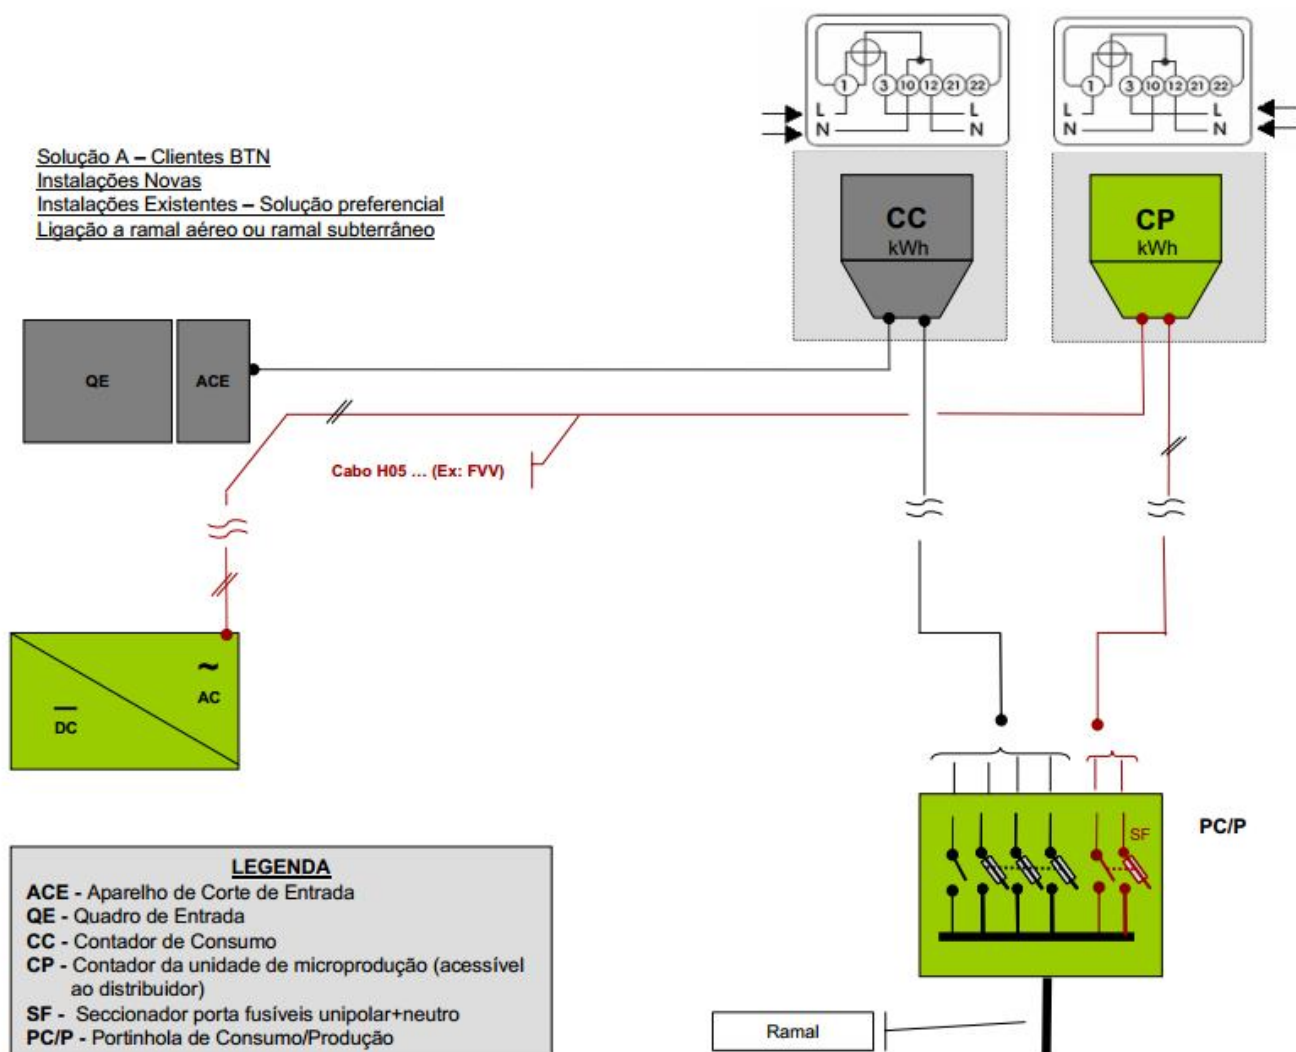 1 3 10 12 21 22
L L
N N
1 3 10 12 21 22
L L
N N
Solução A – Clientes BTN
Instalações Novas
Instalações Existentes – Solução preferencial
Ligação a ramal aéreo ou ramal subterrâneo
CC
kWh
CP
kWh
QE
ACE
Cabo H05 ... (Ex: FVV)
~
AC
DC
SF
PC/P
LEGENDA
ACE - Aparelho de Corte de Entrada
QE - Quadro de Entrada
CC - Contador de Consumo
CP - Contador da unidade de microprodução (acessível
ao distribuidor)
SF - Seccionador porta fusíveis unipolar+neutro
PC/P - Portinhola de Consumo/Produção
Ramal